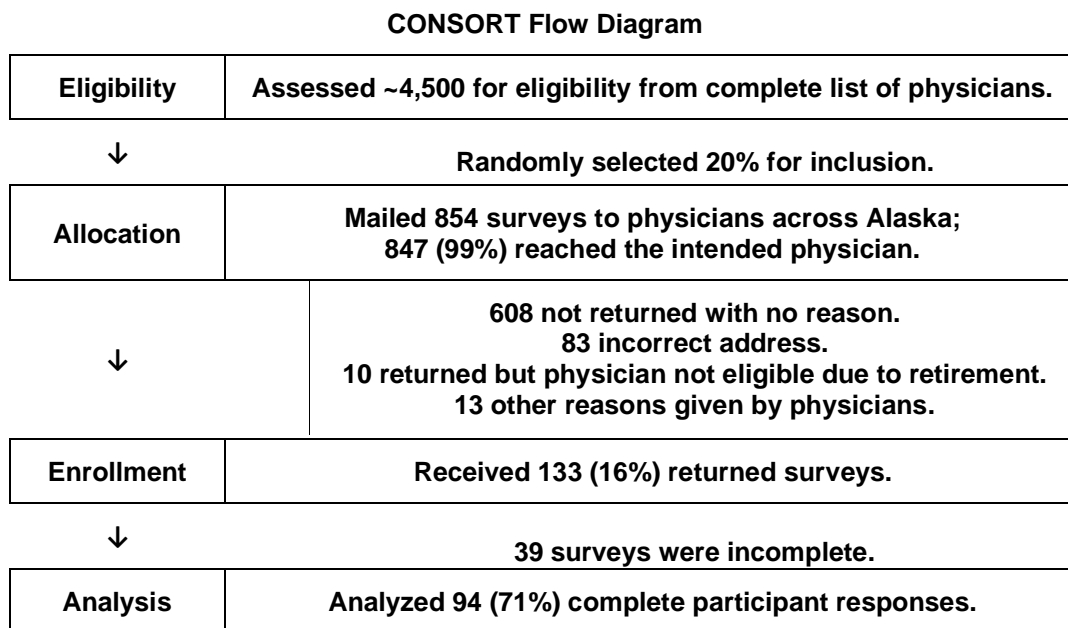 CONSORT Flow Diagram
Eligibility
Assessed ~4,500 for eligibility from complete list of physicians.
↓
Randomly selected 20% for inclusion.
Allocation
Mailed 854 surveys to physicians across Alaska;
847 (99%) reached the intended physician.
↓
608 not returned with no reason.
83 incorrect address.
10 returned but physician not eligible due to retirement.
13 other reasons given by physicians.
Enrollment
Received 133 (16%) returned surveys.
↓
39 surveys were incomplete.
Analysis
Analyzed 94 (71%) complete participant responses.